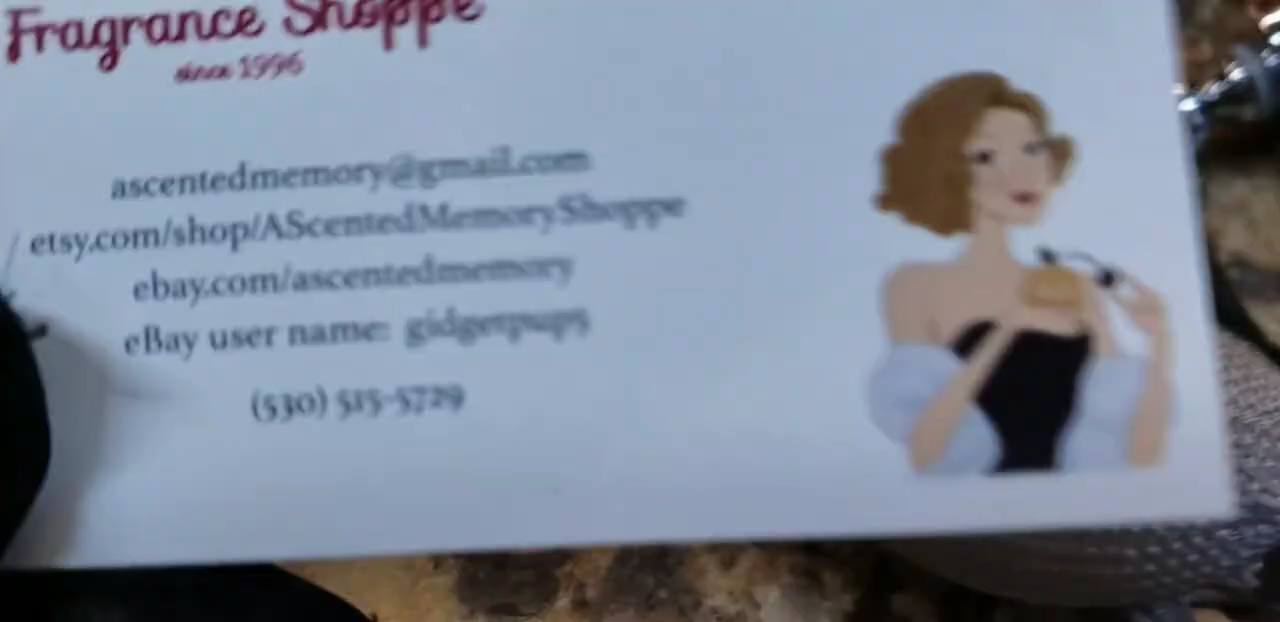 Fragrance Shoppe
since 1996
ascentedmemory@gmail.com
etsy.com/shop/AScentedMemoryShoppe
ebay.com/ascentedmemory
eBay user name: gidgetpup5
(530) 515-5729